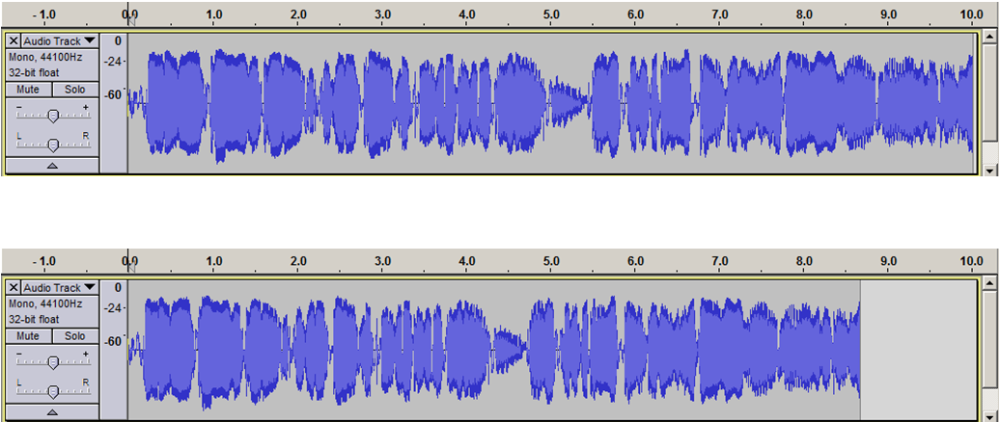 - 1.0 0.0 1.0 2.0 3.0 4.0 5.0 6.0 7.0 8.0 9.0 10.0
X Audio Track ▼ 0
Mono, 44100Hz -24-
32-bit float
Mute Solo -60-
- +
L R
- 1.0 0.0 1.0 2.0 3.0 4.0 5.0 6.0 7.0 8.0 9.0 10.0
X Audio Track ▼ 0
Mono, 44100Hz -24-
32-bit float
Mute Solo -60-
- +
L R